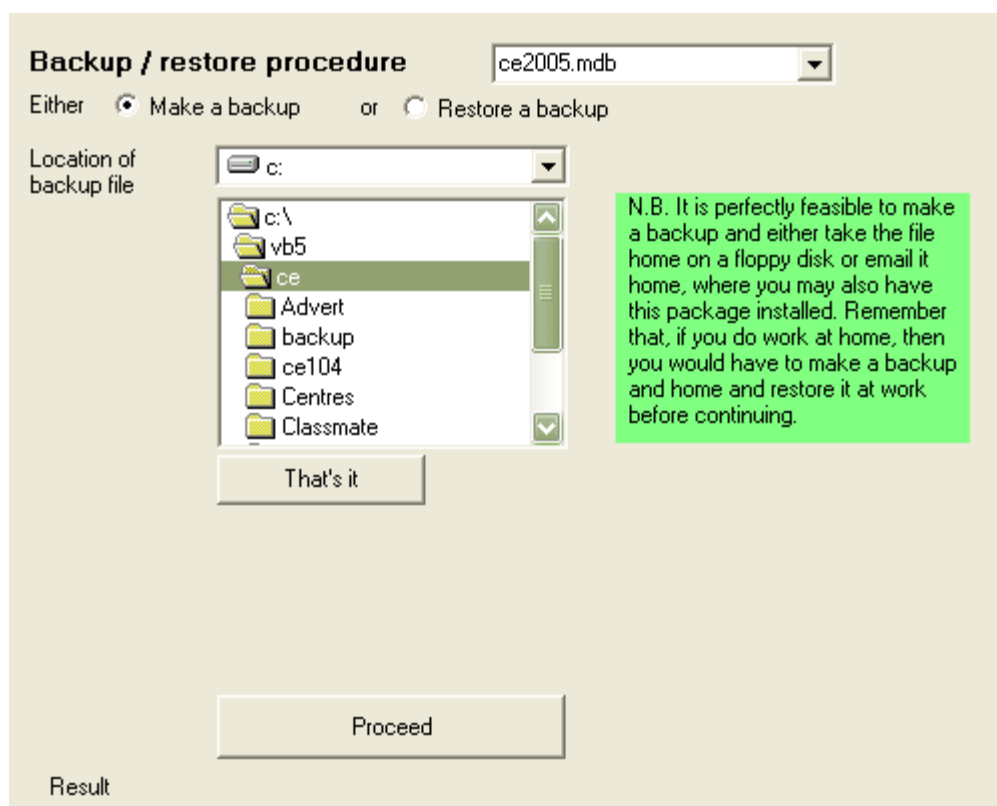 Backup / restore procedure ce2005.mdb
Either Make a backup or Restore a backup
Location of
backup file
c:
c:\
vb5
ce
Advert
backup
ce104
Centres
Classmate
N.B. It is perfectly feasible to make
a backup and either take the file
home on a floppy disk or email it
home, where you may also have
this package installed. Remember
that, if you do work at home, then
you would have to make a backup
and home and restore it at work
before continuing.
That's it
Proceed
Result